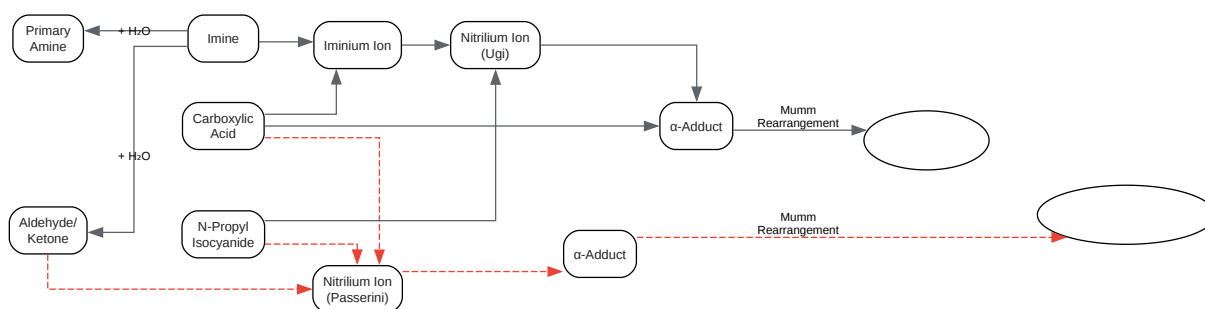 Primary
Amine
+ H₂O
Imine
Iminium Ion
Nitrilium Ion
(Ugi)
Carboxylic
Acid
α-Adduct
Mumm
Rearrangement
+ H₂O
Aldehyde/
Ketone
N-Propyl
Isocyanide
Nitrilium Ion
(Passerini)
α-Adduct
Mumm
Rearrangement